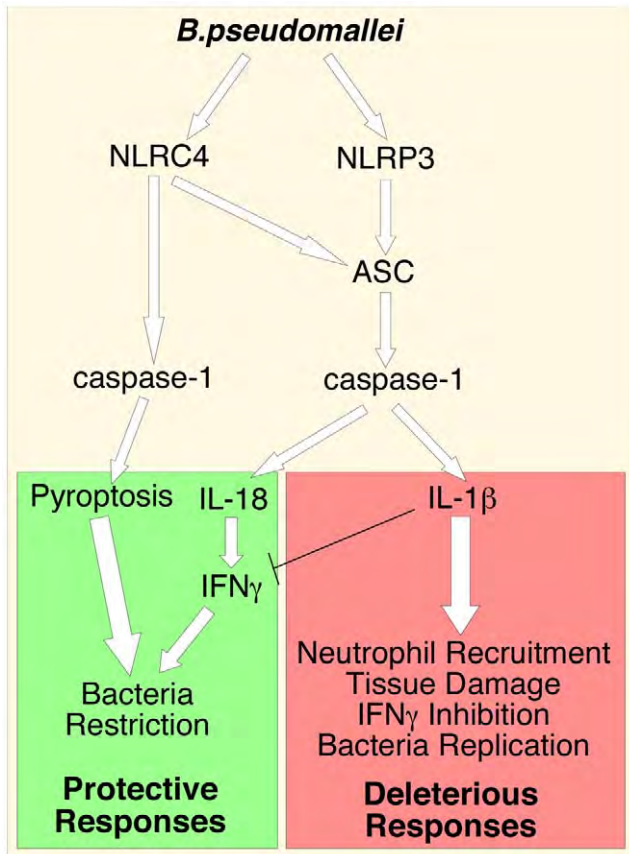 B.pseudomallei
NLRC4 NLRP3
ASC
caspase-1 caspase-1
Pyroptosis IL-18 IL-1β
IFNγ
Bacteria
Restriction
Protective
Responses
Neutrophil Recruitment
Tissue Damage
IFNγ Inhibition
Bacteria Replication
Deleterious
Responses